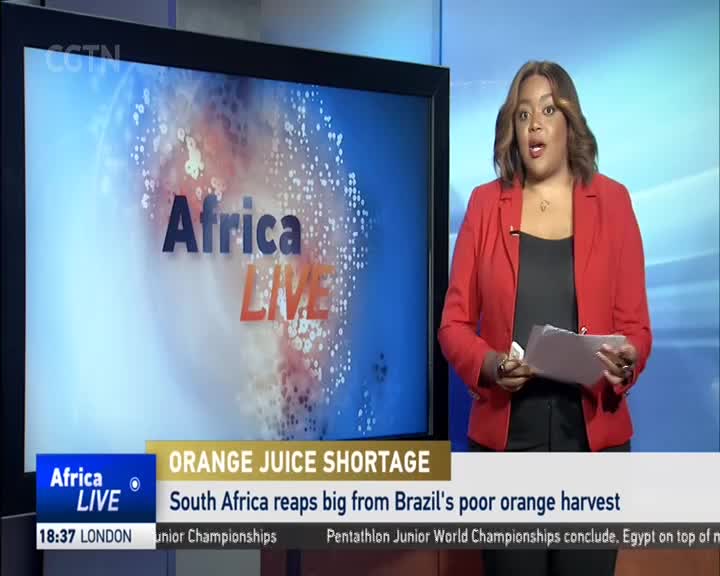 CGTN
Africa
LIVE
ORANGE JUICE SHORTAGE
Africa
LIVE
South Africa reaps big from Brazil's poor orange harvest
18:37 LONDON
unior Championships Pentathlon Junior World Championships conclude. Egypt on top of